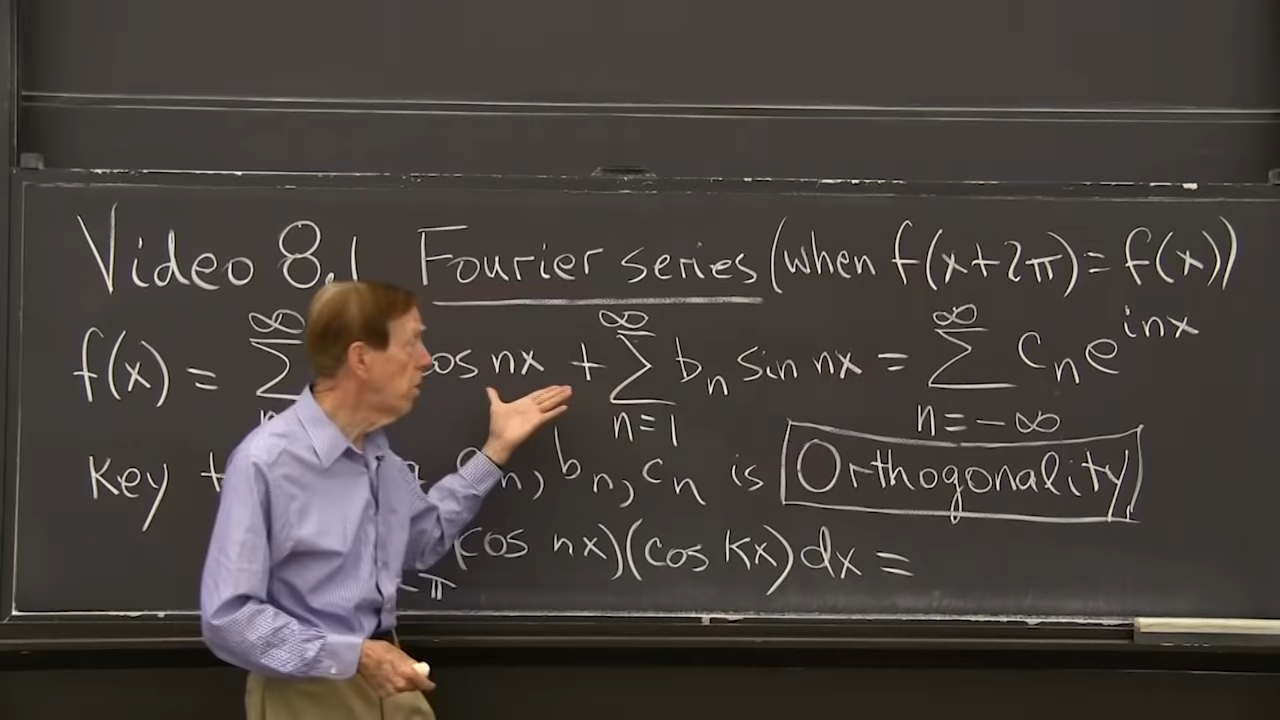 Video 8.1 Fourier series (when f(x+2π) = f(x))
f(x) = ∞∑ cos nx + ∞∑n=1 bn sin nx = ∞∑n=-∞ cn e^inx
Key an, bn, cn is Orthogonality
-π (cos nx)(cos kx) dx =